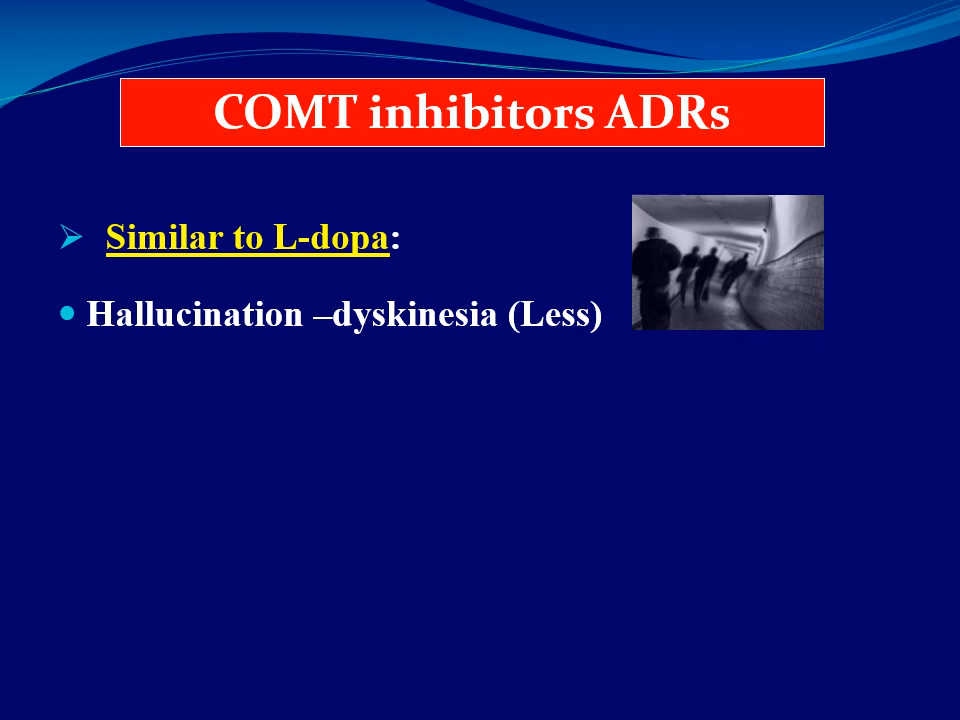 COMT inhibitors ADRs
Similar to L-dopa:
Hallucination –dyskinesia (Less)